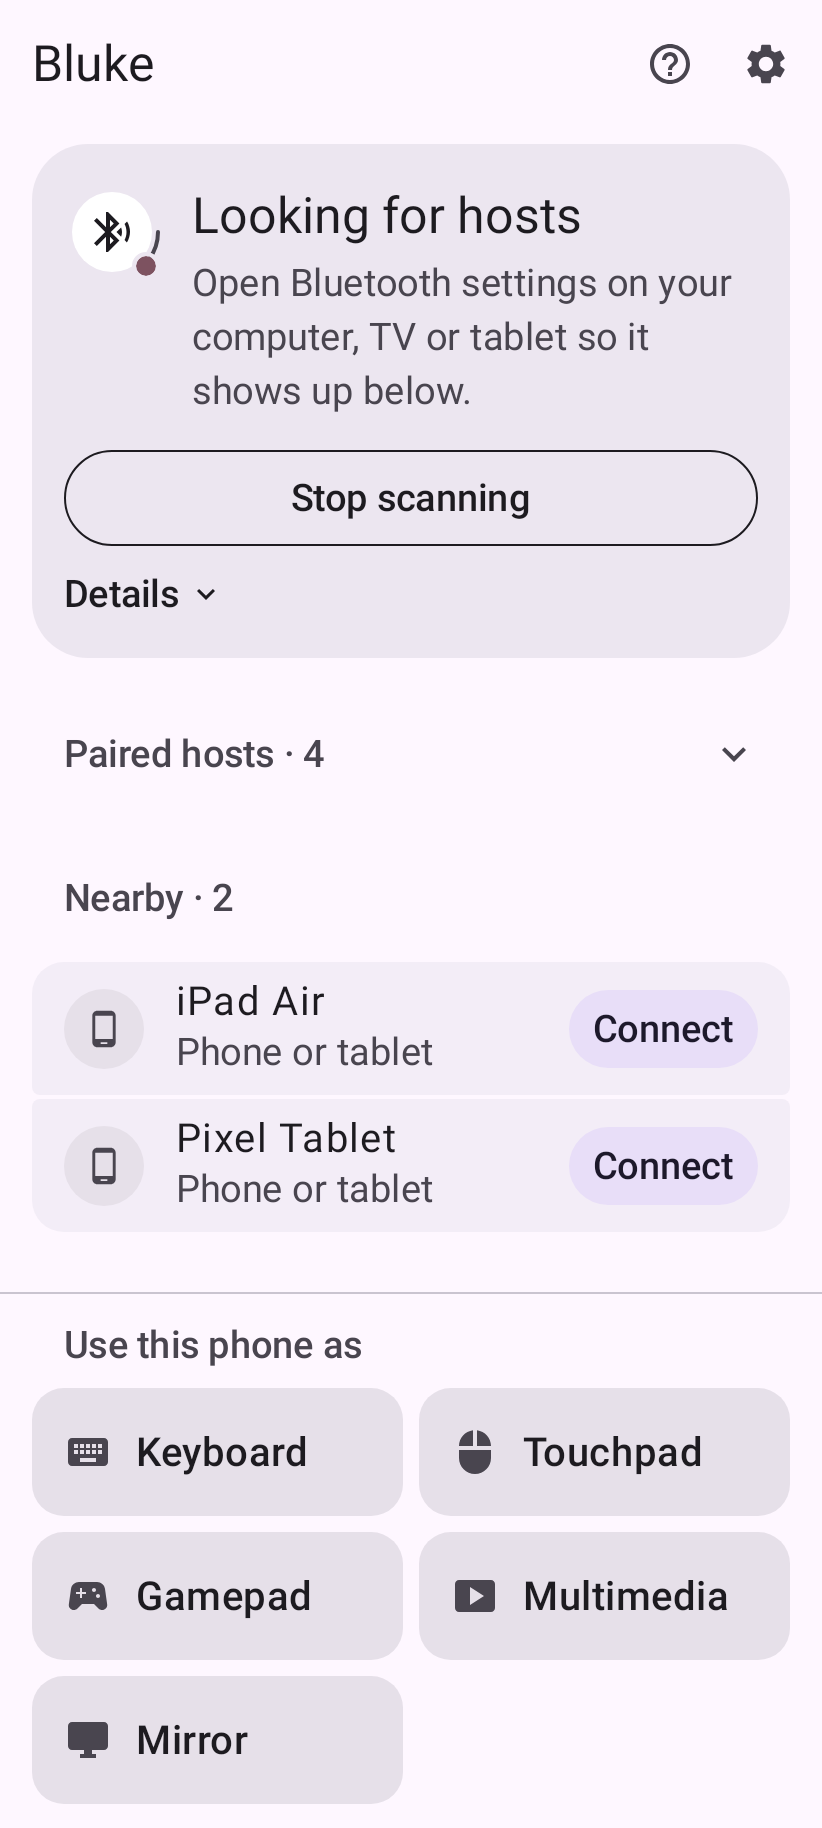 Bluke
Looking for hosts
Open Bluetooth settings on your
computer, TV or tablet so it
shows up below.
Stop scanning
Details
Paired hosts · 4
Nearby · 2
iPad Air
Phone or tablet
Connect
Pixel Tablet
Phone or tablet
Connect
Use this phone as
Keyboard
Touchpad
Gamepad
Multimedia
Mirror